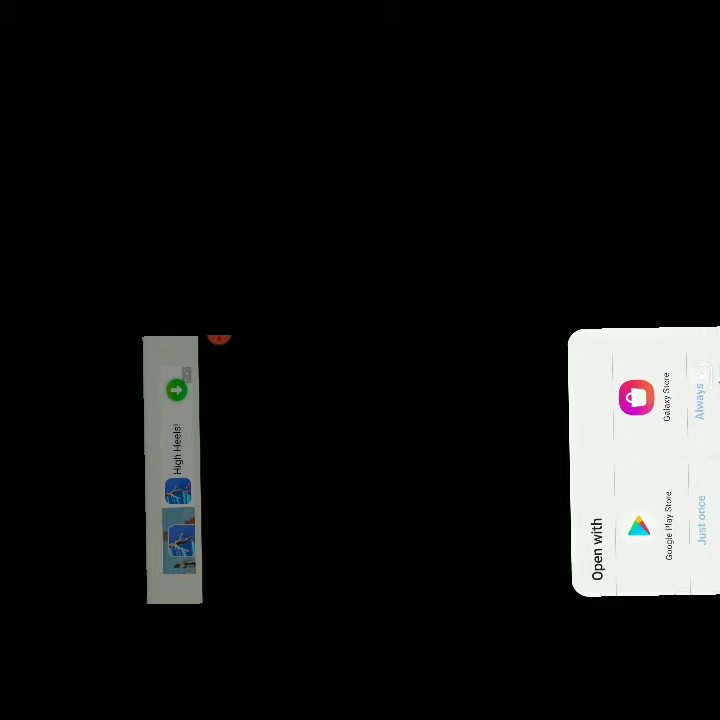 High Heels!
Open with
Google Play Store
Galaxy Store
Just once
Always